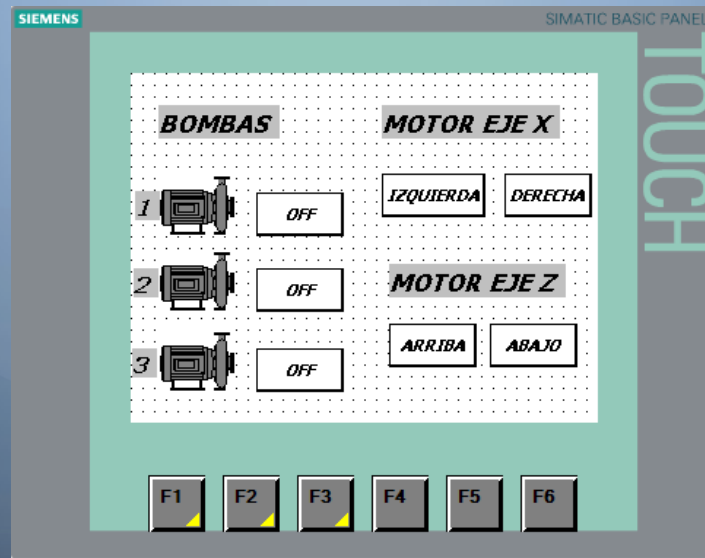 SIEMENS
SIMATIC BASIC PANEL
TOUCH
BOMBAS
MOTOR EJE X
1
OFF
IZQUIERDA
DERECHA
2
OFF
MOTOR EJE Z
3
OFF
ARRIBA
ABAJO
F1
F2
F3
F4
F5
F6